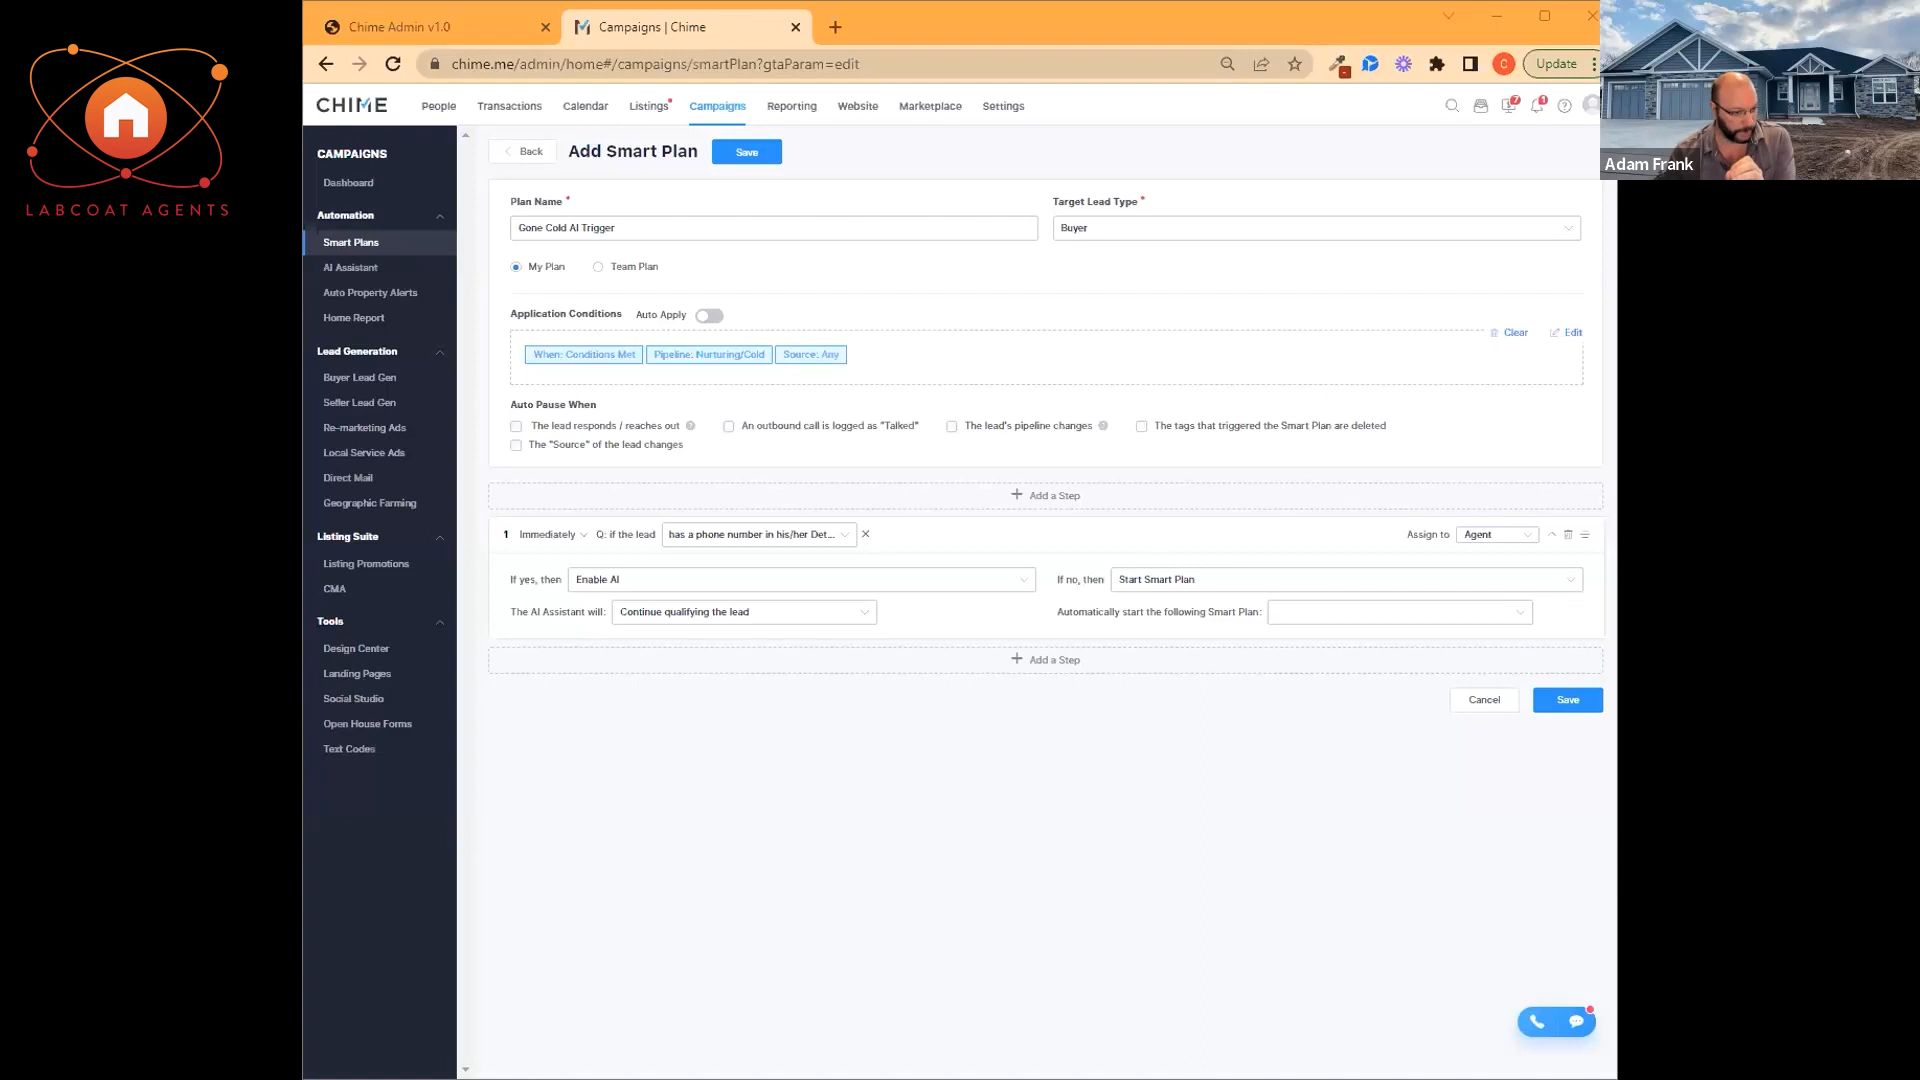 Chime Admin v1.0
Campaigns | Chime
chime.me/admin/home#/campaigns/smartPlan?gtaParam=edit
C
Update
CHIME
People
Transactions
Calendar
Listings
Campaigns
Reporting
Website
Marketplace
Settings
7
1
Adam Frank
LABCOAT AGENTS
CAMPAIGNS
Dashboard
Automation
Smart Plans
AI Assistant
Auto Property Alerts
Home Report
Lead Generation
Buyer Lead Gen
Seller Lead Gen
Re-marketing Ads
Local Service Ads
Direct Mail
Geographic Farming
Listing Suite
Listing Promotions
CMA
Tools
Design Center
Landing Pages
Social Studio
Open House Forms
Text Codes
Back
Add Smart Plan
Save
Plan Name *
Target Lead Type *
Gone Cold AI Trigger
Buyer
My Plan
Team Plan
Application Conditions
Auto Apply
Clear
Edit
When: Conditions Met
Pipeline: Nurturing/Cold
Source: Any
Auto Pause When
The lead responds / reaches out
An outbound call is logged as "Talked"
The lead's pipeline changes
The tags that triggered the Smart Plan are deleted
The "Source" of the lead changes
+ Add a Step
1 Immediately Q: if the lead has a phone number in his/her Det...
Assign to Agent
If yes, then Enable AI
If no, then Start Smart Plan
The AI Assistant will: Continue qualifying the lead
Automatically start the following Smart Plan:
+ Add a Step
Cancel
Save